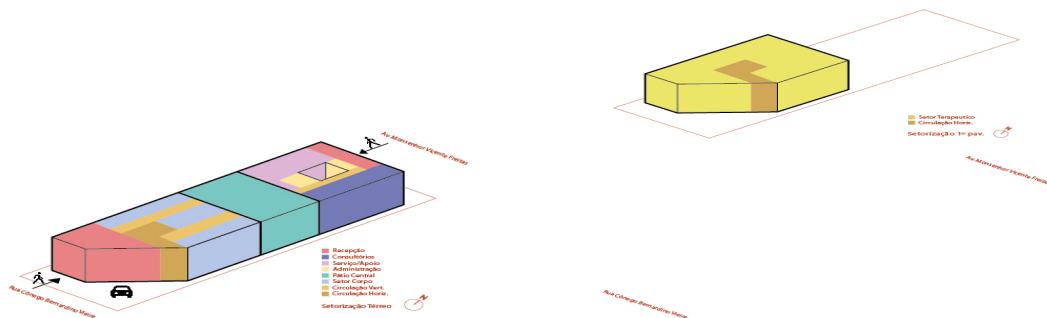 Av. Monsenhor Vicente Freitas
Rua Cônego Bernardino Vieira
Recepção
Consultórios
Serviço/Apoio
Administração
Pátio Central
Setor Corpo
Circulação Vert.
Circulação Horiz.
Setorização Térreo
N
Setor Terapeutico
Circulação Horiz.
Setorização 1º pav.
N
Av. Monsenhor Vicente Freitas
Rua Cônego Bernardino Vieira